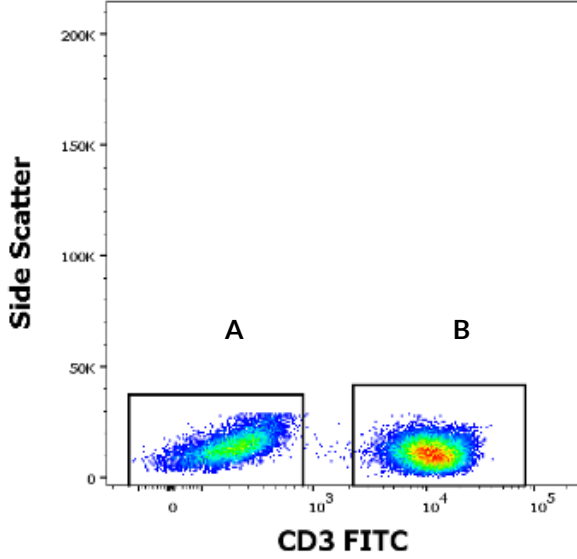 200K
150K
100K
50K
0
Side Scatter
A
B
0
10³
10⁴
10⁵
CD3 FITC